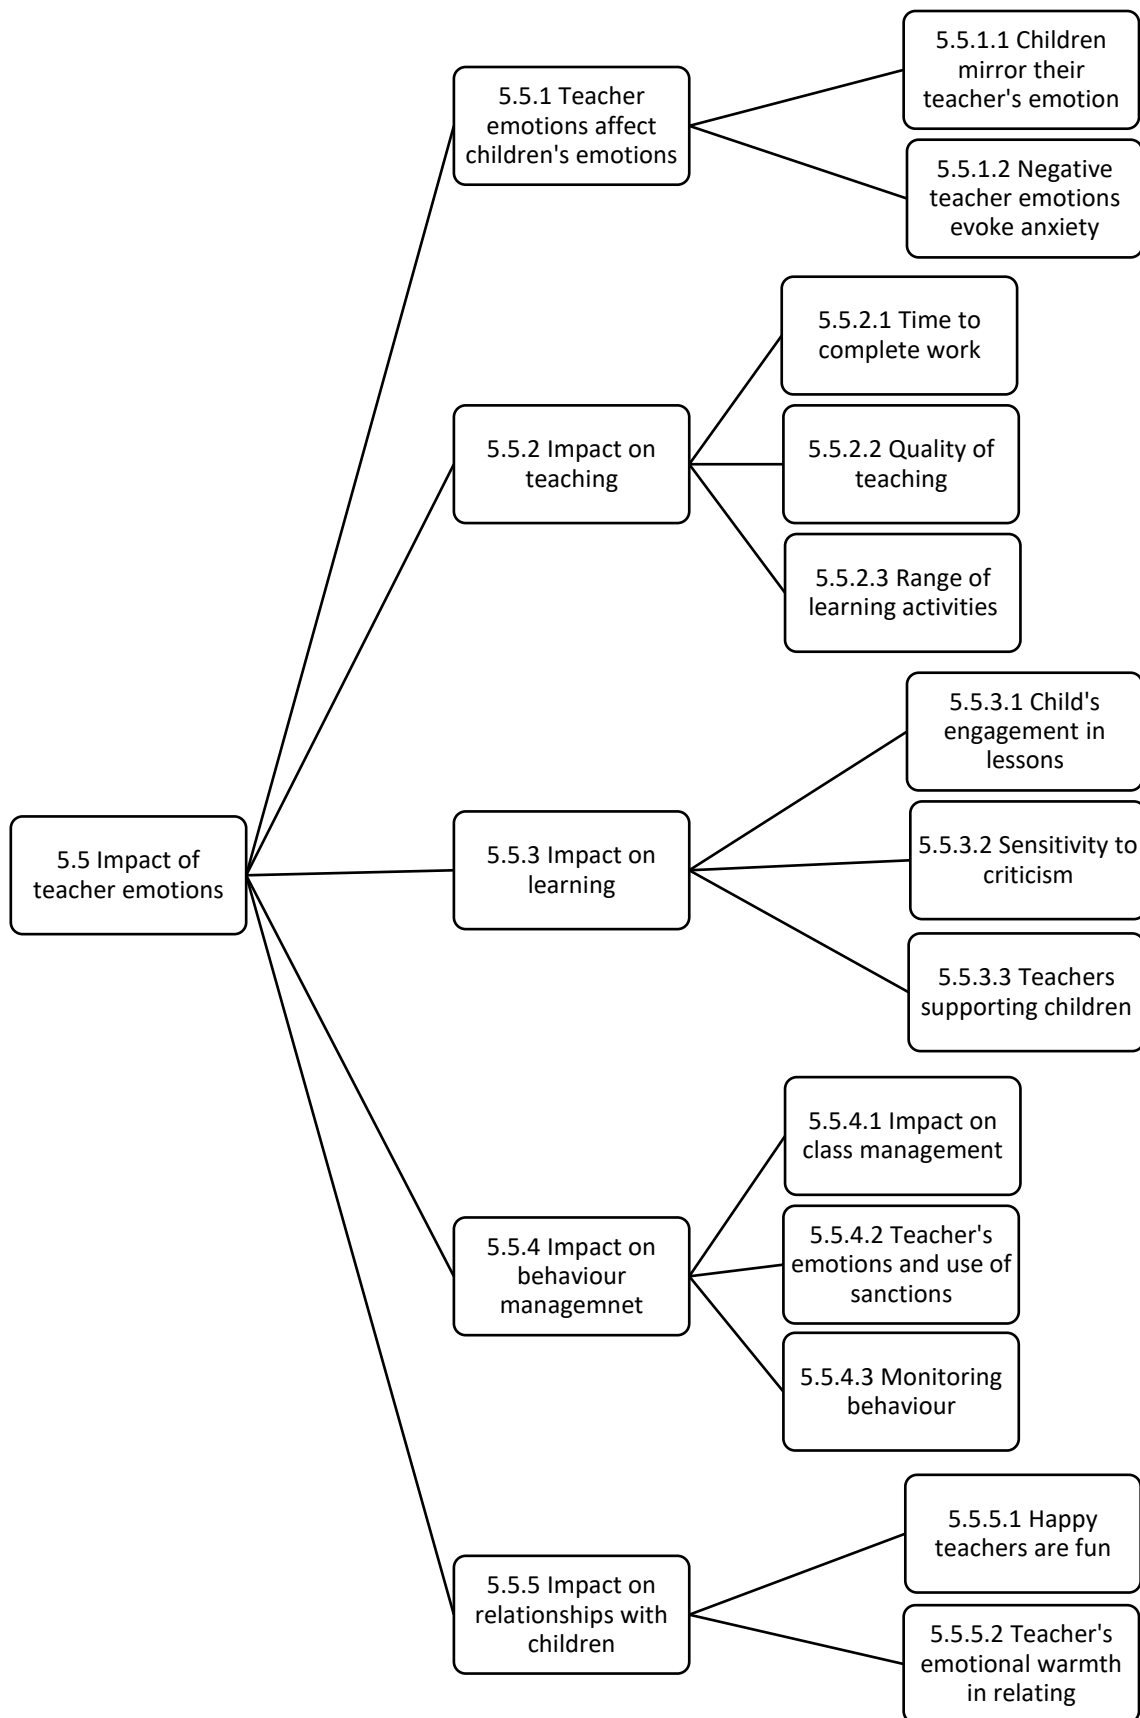 5.5 Impact of
teacher emotions
5.5.1 Teacher
emotions affect
children's emotions
5.5.1.1 Children
mirror their
teacher's emotion
5.5.1.2 Negative
teacher emotions
evoke anxiety
5.5.2 Impact on
teaching
5.5.2.1 Time to
complete work
5.5.2.2 Quality of
teaching
5.5.2.3 Range of
learning activities
5.5.3 Impact on
learning
5.5.3.1 Child's
engagement in
lessons
5.5.3.2 Sensitivity to
criticism
5.5.3.3 Teachers
supporting children
5.5.4 Impact on
behaviour
managemnet
5.5.4.1 Impact on
class management
5.5.4.2 Teacher's
emotions and use of
sanctions
5.5.4.3 Monitoring
behaviour
5.5.5 Impact on
relationships with
children
5.5.5.1 Happy
teachers are fun
5.5.5.2 Teacher's
emotional warmth
in relating